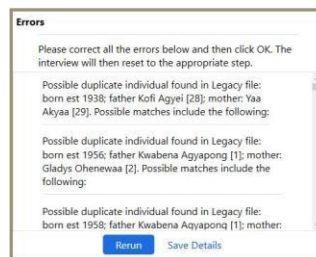 Errors
Please correct all the errors below and then click OK. The
interview will then reset to the appropriate step.
Possible duplicate individual found in Legacy file:
born est 1938; father Kofi Agyei [28]; mother: Yaa
Akyaa [29]. Possible matches include the following:
Possible duplicate individual found in Legacy file:
born est 1956; father Kwabena Agyapong [1]; mother:
Gladys Ohenewaa [2]. Possible matches include the
following:
Possible duplicate individual found in Legacy file:
born est 1958; father Kwabena Agyapong [1]; mother:
Rerun Save Details